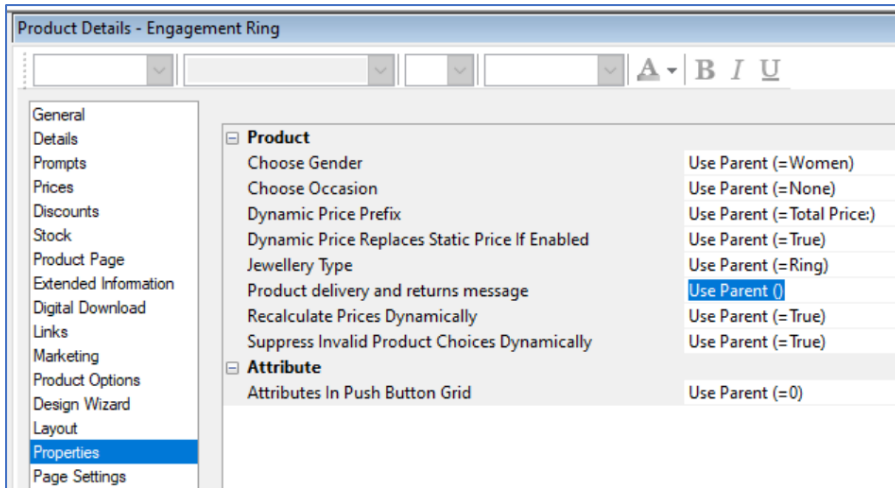 Product Details - Engagement Ring
A B I U
General
Details
Prompts
Prices
Discounts
Stock
Product Page
Extended Information
Digital Download
Links
Marketing
Product Options
Design Wizard
Layout
Properties
Page Settings
Product
Choose Gender Use Parent (=Women)
Choose Occasion Use Parent (=None)
Dynamic Price Prefix Use Parent (=Total Price:)
Dynamic Price Replaces Static Price If Enabled Use Parent (=True)
Jewellery Type Use Parent (=Ring)
Product delivery and returns message Use Parent ()
Recalculate Prices Dynamically Use Parent (=True)
Suppress Invalid Product Choices Dynamically Use Parent (=True)
Attribute
Attributes In Push Button Grid Use Parent (=0)